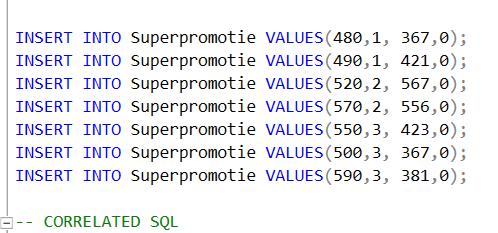 INSERT INTO Superpromotie VALUES(480,1, 367,0);
INSERT INTO Superpromotie VALUES(490,1, 421,0);
INSERT INTO Superpromotie VALUES(520,2, 567,0);
INSERT INTO Superpromotie VALUES(570,2, 556,0);
INSERT INTO Superpromotie VALUES(550,3, 423,0);
INSERT INTO Superpromotie VALUES(500,3, 367,0);
INSERT INTO Superpromotie VALUES(590,3, 381,0);
-- CORRELATED SQL